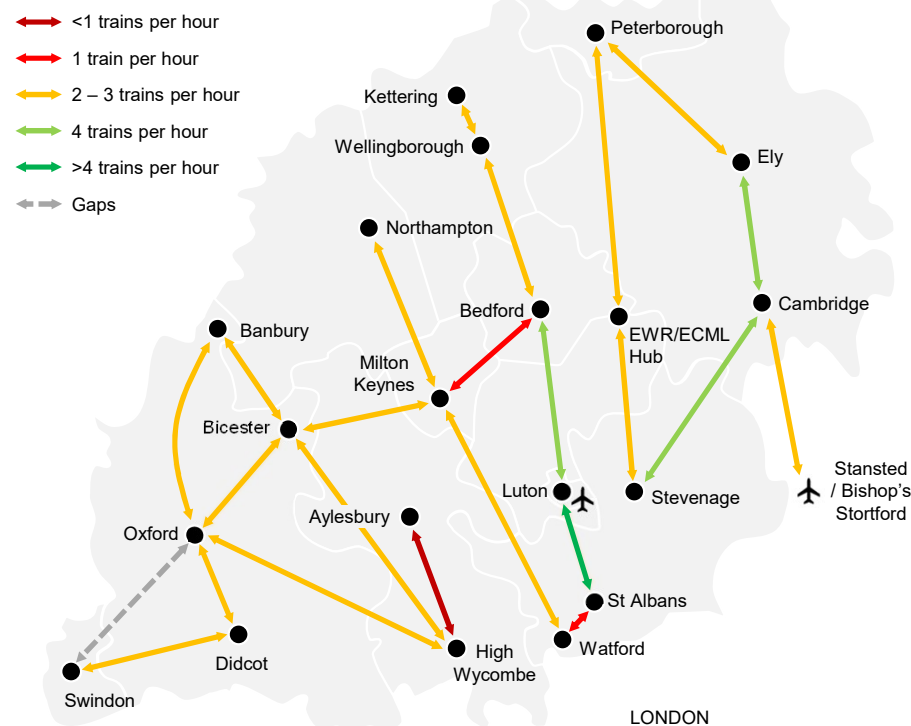 <1 trains per hour
1 train per hour
2 – 3 trains per hour
4 trains per hour
>4 trains per hour
Gaps
Peterborough
Kettering
Wellingborough
Ely
Northampton
Bedford
Cambridge
Banbury
EWR/ECML
Hub
Milton
Keynes
Bicester
Luton
Stevenage
Stansted
/ Bishop's
Stortford
Aylesbury
Oxford
St Albans
Watford
Didcot
High
Wycombe
Swindon
LONDON